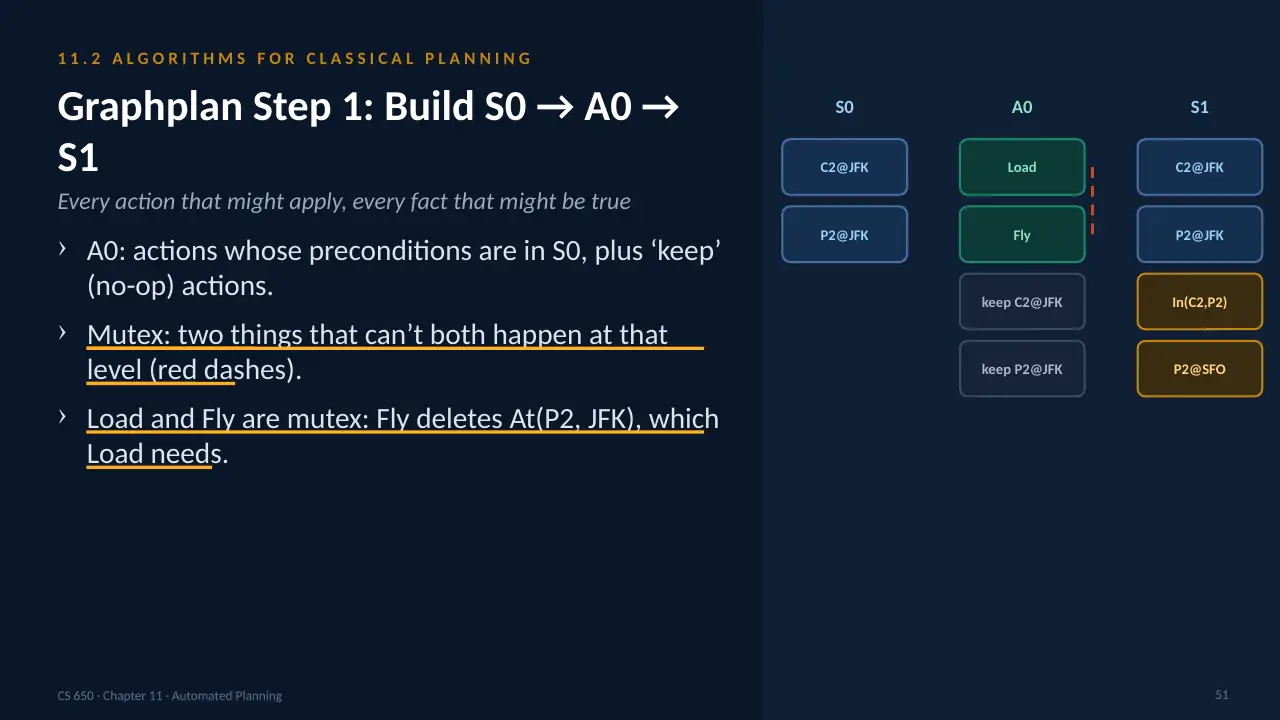 11.2 ALGORITHMS FOR CLASSICAL PLANNING
Graphplan Step 1: Build S0 → A0 →
S1
Every action that might apply, every fact that might be true
› A0: actions whose preconditions are in S0, plus ‘keep’
(no-op) actions.
› Mutex: two things that can’t both happen at that
level (red dashes).
› Load and Fly are mutex: Fly deletes At(P2, JFK), which
Load needs.
S0
C2@JFK
P2@JFK
A0
Load
Fly
keep C2@JFK
keep P2@JFK
S1
C2@JFK
P2@JFK
In(C2,P2)
P2@SFO
CS 650 · Chapter 11 · Automated Planning
51